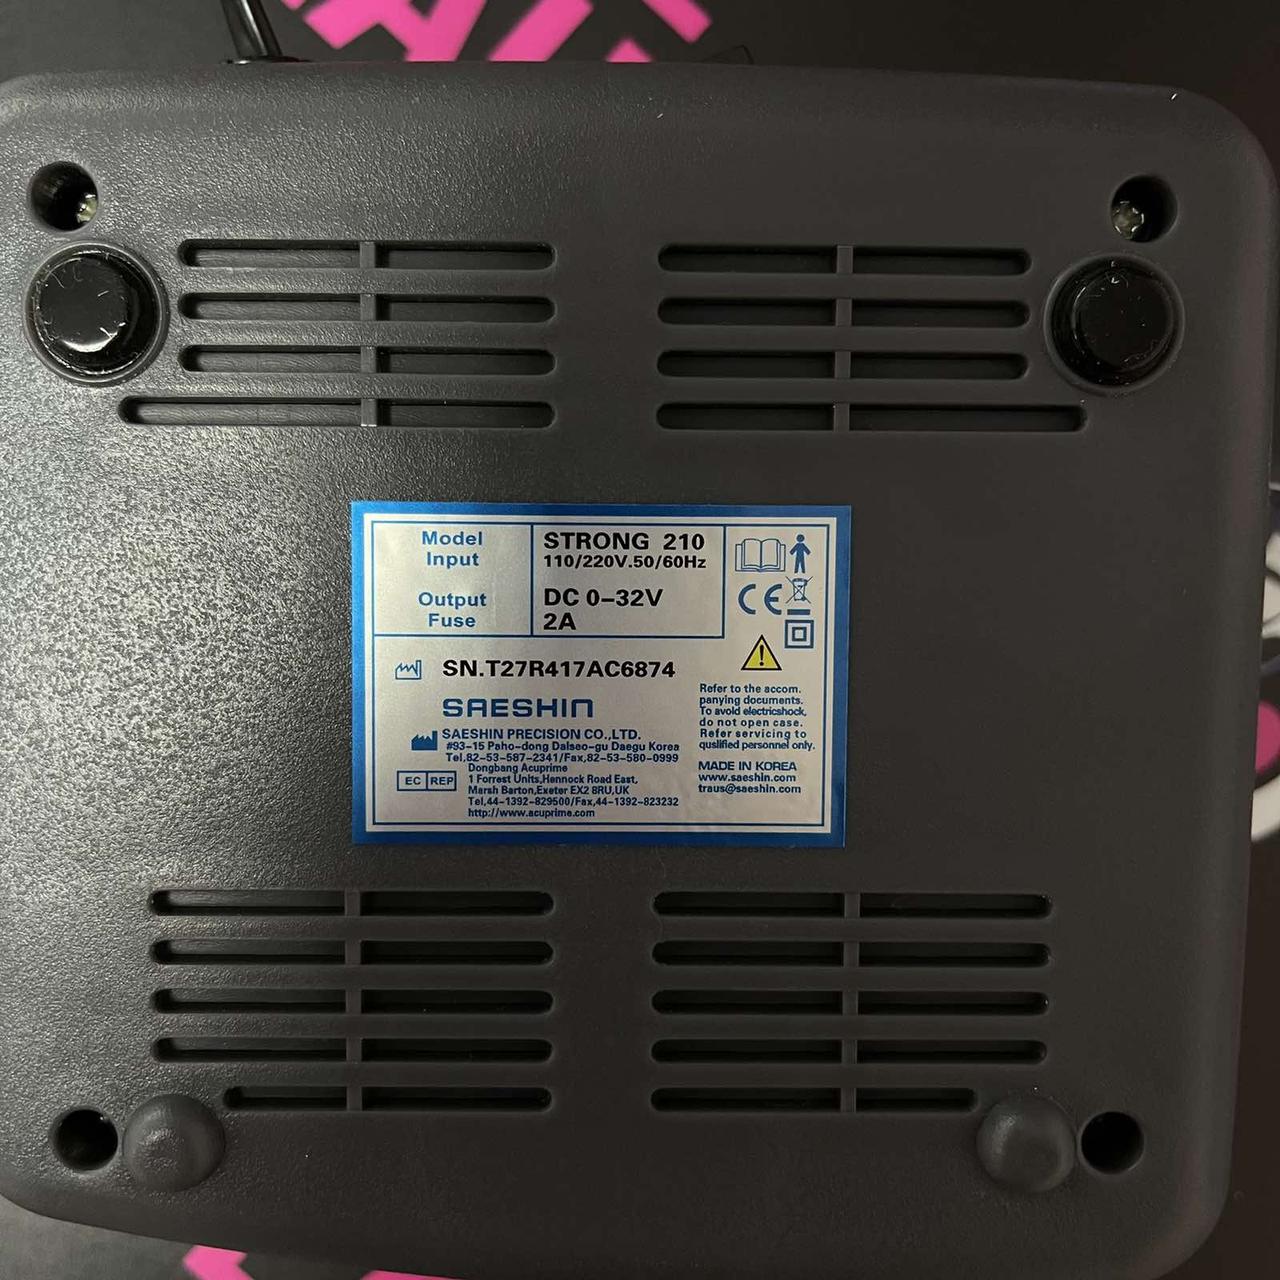 Model STRONG 210
Input 110/220V.50/60Hz
Output DC 0-32V
Fuse 2A
CE
SN.T27R417AC6874
SAESHIN
SAESHIN PRECISION CO.,LTD.
#93-15 Paho-dong Dalseo-gu Daegu Korea
Tel,82-53-587-2341/Fax,82-53-580-0999
EC REP
Dongbang Acuprime
1 Forrest Units,Hennock Road East,
Marsh Barton,Exeter EX2 8RU,UK
Tel,44-1392-829500/Fax,44-1392-823232
http://www.acuprime.com
Refer to the accom.
panying documents.
To avoid electricshock,
do not open case.
Refer servicing to
quslified personnel only.
MADE IN KOREA
www.saeshin.com
traus@saeshin.com